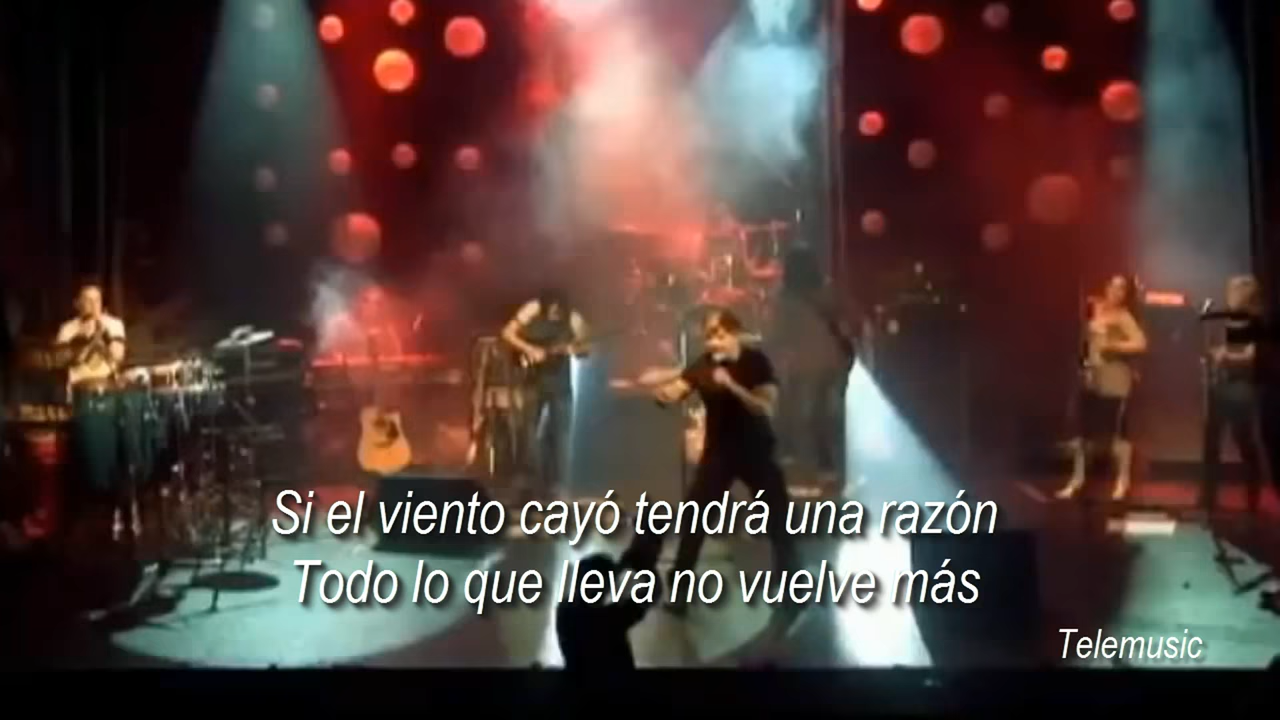 Si el viento cayó tendrá una razón
Todo lo que lleva no vuelve más
Telemusic